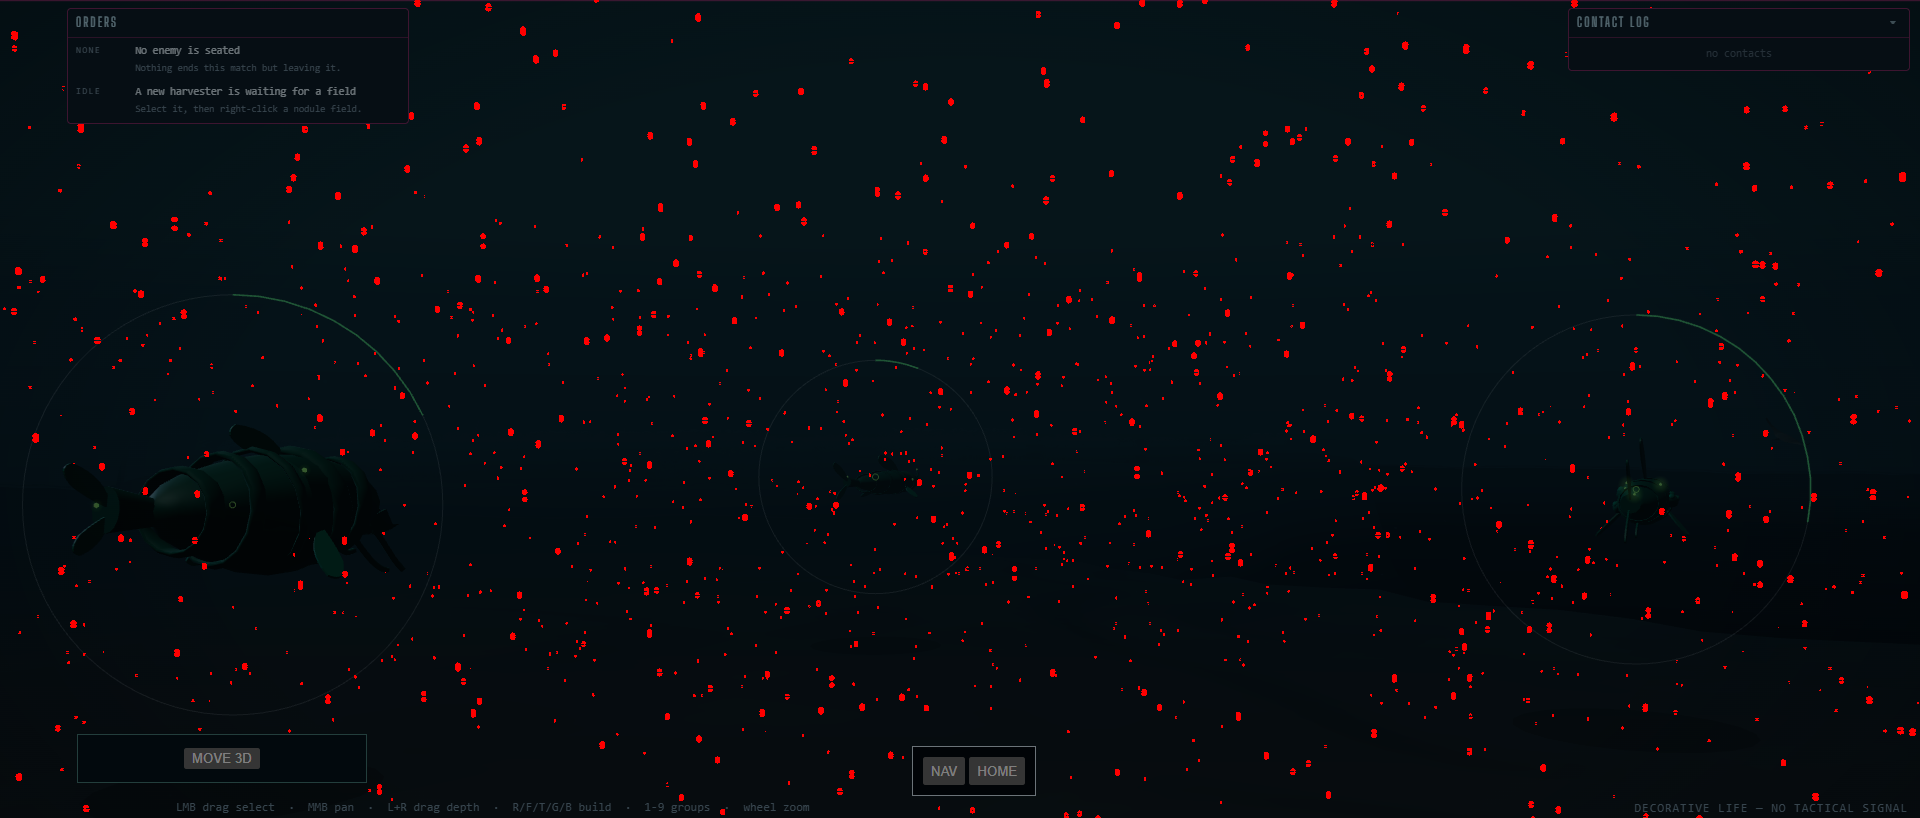 ORDERS
NONE No enemy is seated
Nothing ends this match but leaving it.
IDLE A new harvester is waiting for a field
Select it, then right-click a nodule field.
CONTACT LOG
no contacts
MOVE 3D
NAV HOME
LMB drag select · MMB pan · L+R drag depth · R/F/T/G/B build · 1-9 groups · wheel zoom
DECORATIVE LIFE — NO TACTICAL SIGNAL